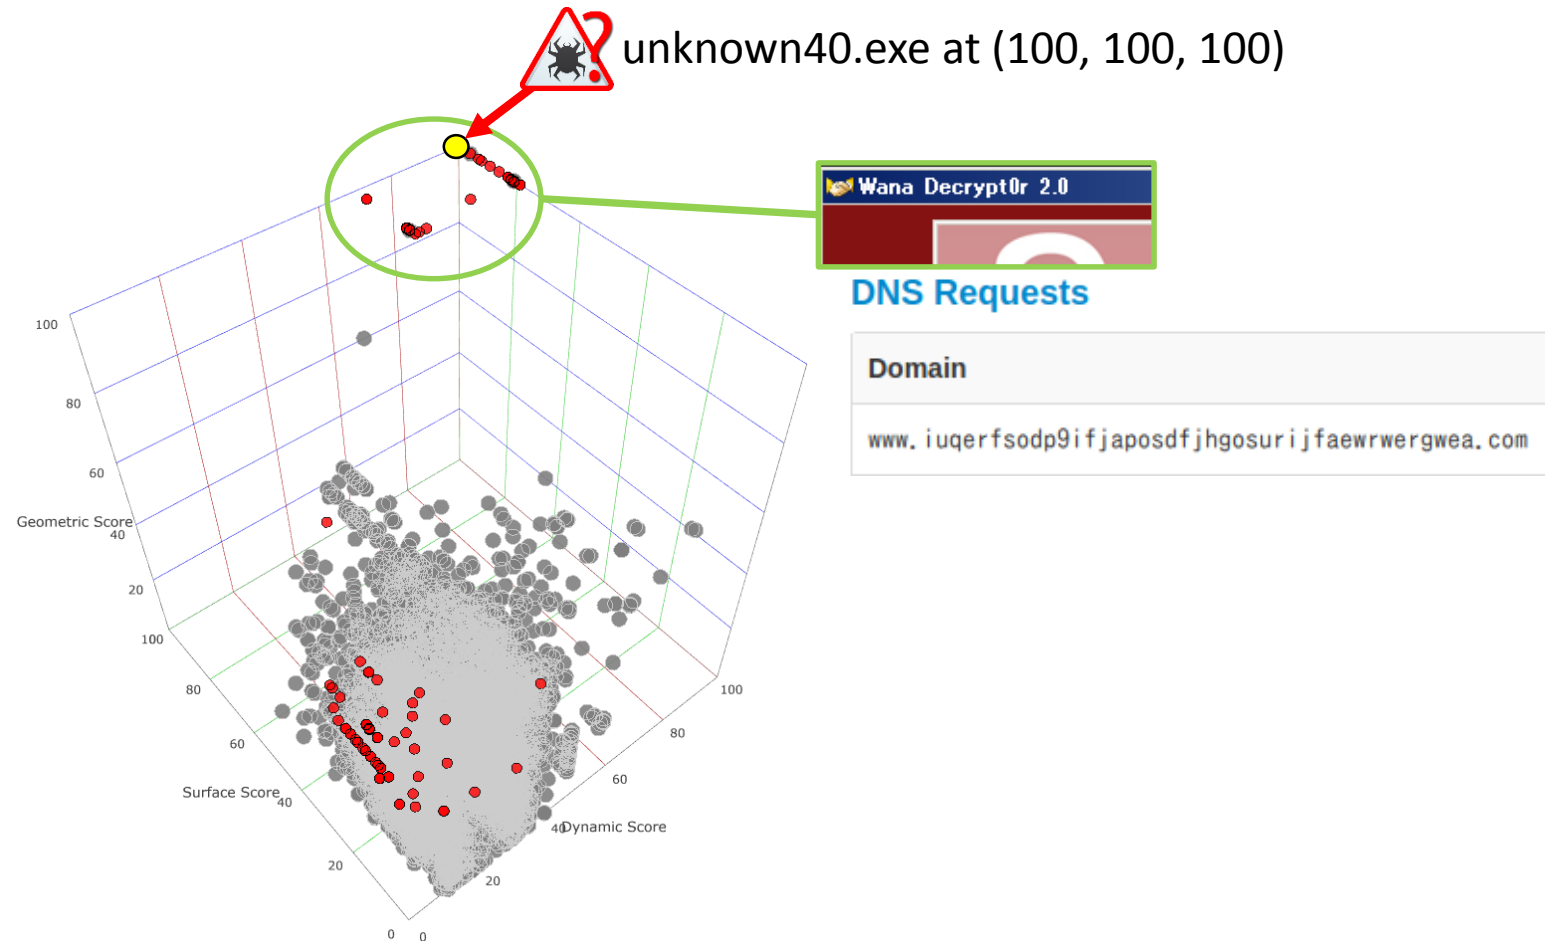 unknown40.exe at (100, 100, 100)
Wana Decrypt0r 2.0
DNS Requests
Domain
www.iuqerfsodp9ifjaposdfjhgosurijfaewrwergwea.com
100
80
60
Geometric Score
40
20
100
80
60
Surface Score
40
20
0
0
20
40
Dynamic Score
60
80
100